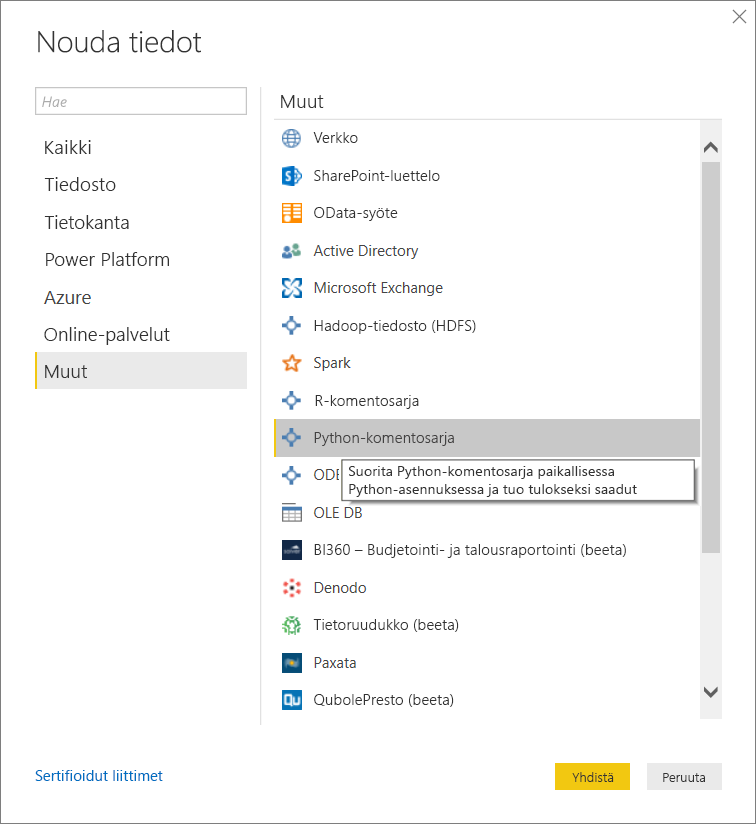 Nouda tiedot
Hae
Kaikki
Tiedosto
Tietokanta
Power Platform
Azure
Online-palvelut
Muut
Muut
Verkko
SharePoint-luettelo
OData-syöte
Active Directory
Microsoft Exchange
Hadoop-tiedosto (HDFS)
Spark
R-komentosarja
Python-komentosarja
Suorita Python-komentosarja paikallisessa
Python-asennuksessa ja tuo tulokseksi saadut
OLE DB
BI360 – Budjetointi- ja talousraportointi (beeta)
Denodo
Tietoruudukko (beeta)
Paxata
QubolePresto (beeta)
Sertifioidut liittimet
Yhdistä
Peruuta